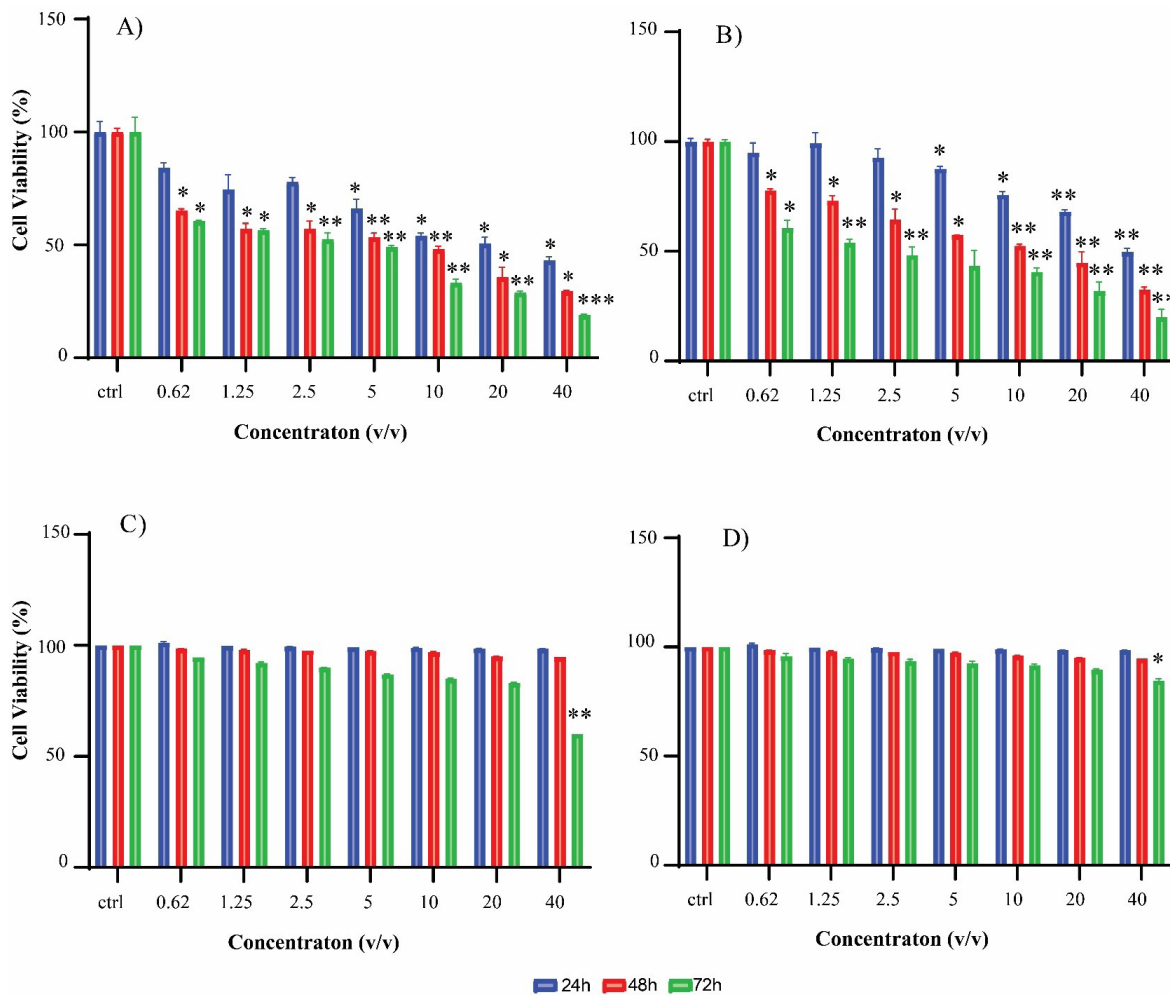 A)
Cell Viability (%)
150
100
50
0
* * * * * ** * ** ** * ** ** * * ** * * ***
ctrl 0.62 1.25 2.5 5 10 20 40
Concentraton (v/v)
B)
150
100
50
0
* * * ** * ** * * * ** ** ** ** ** ** ** **
ctrl 0.62 1.25 2.5 5 10 20 40
Concentraton (v/v)
C)
Cell Viability (%)
150
100
50
0
**
ctrl 0.62 1.25 2.5 5 10 20 40
Concentraton (v/v)
D)
150
100
50
0
*
ctrl 0.62 1.25 2.5 5 10 20 40
Concentraton (v/v)
24h 48h 72h